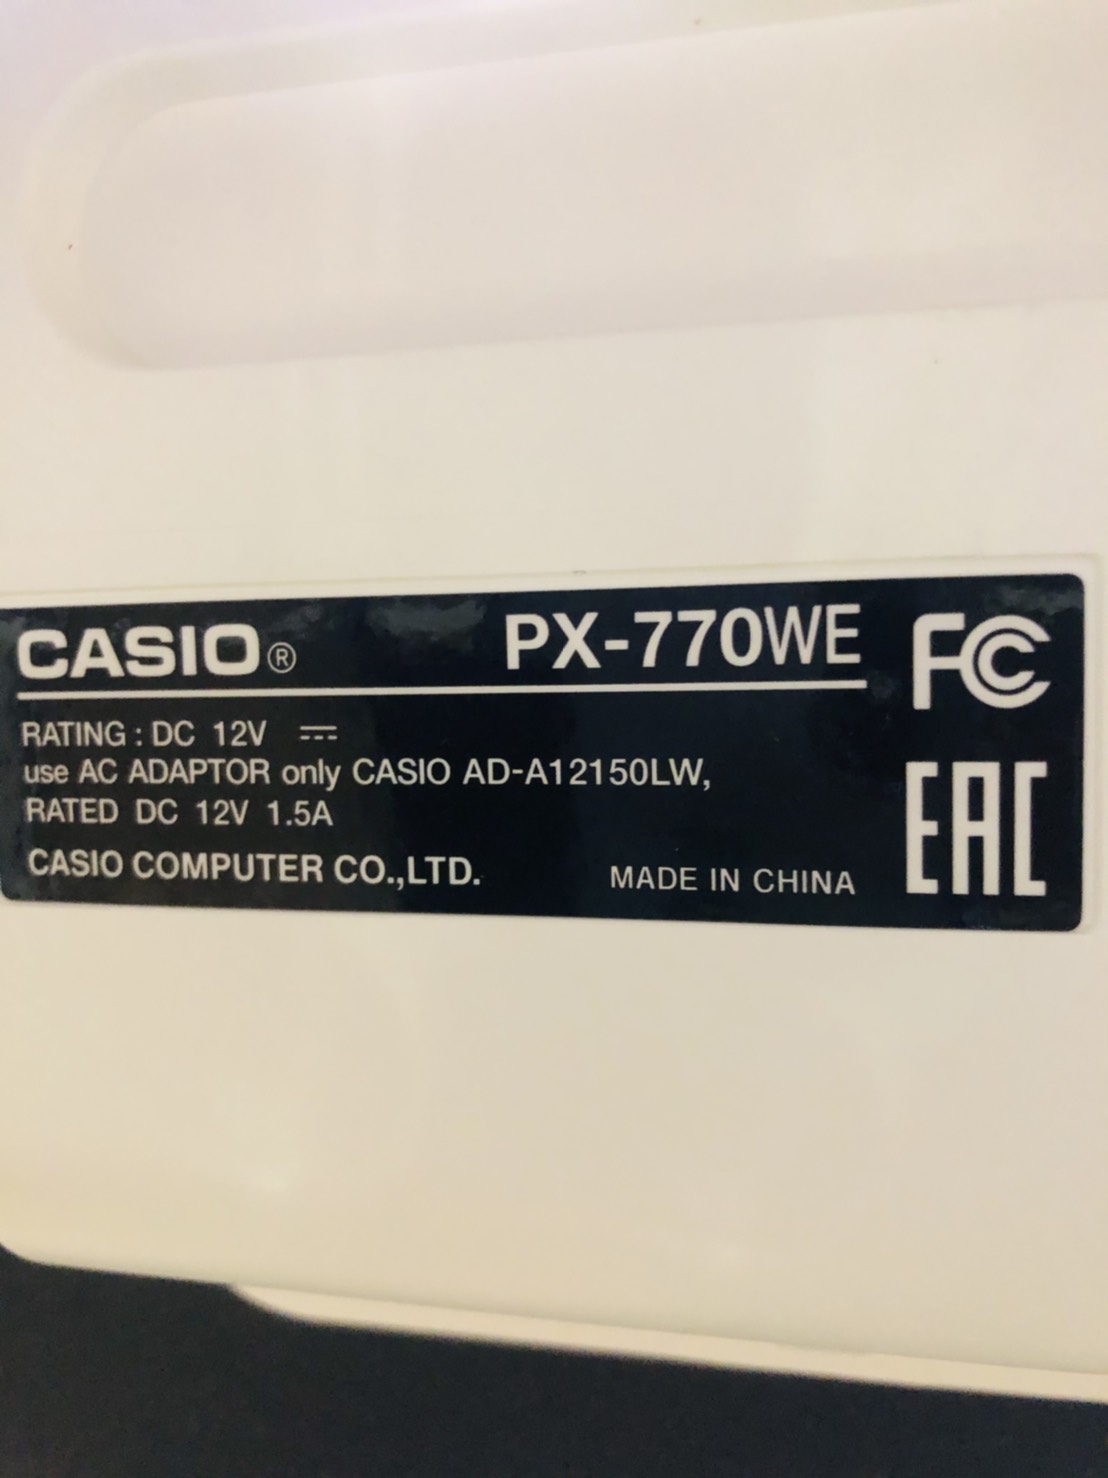 CASIO® PX-770WE FC
RATING : DC 12V ⎓
use AC ADAPTOR only CASIO AD-A12150LW,
RATED DC 12V 1.5A
CASIO COMPUTER CO.,LTD. MADE IN CHINA
EAC